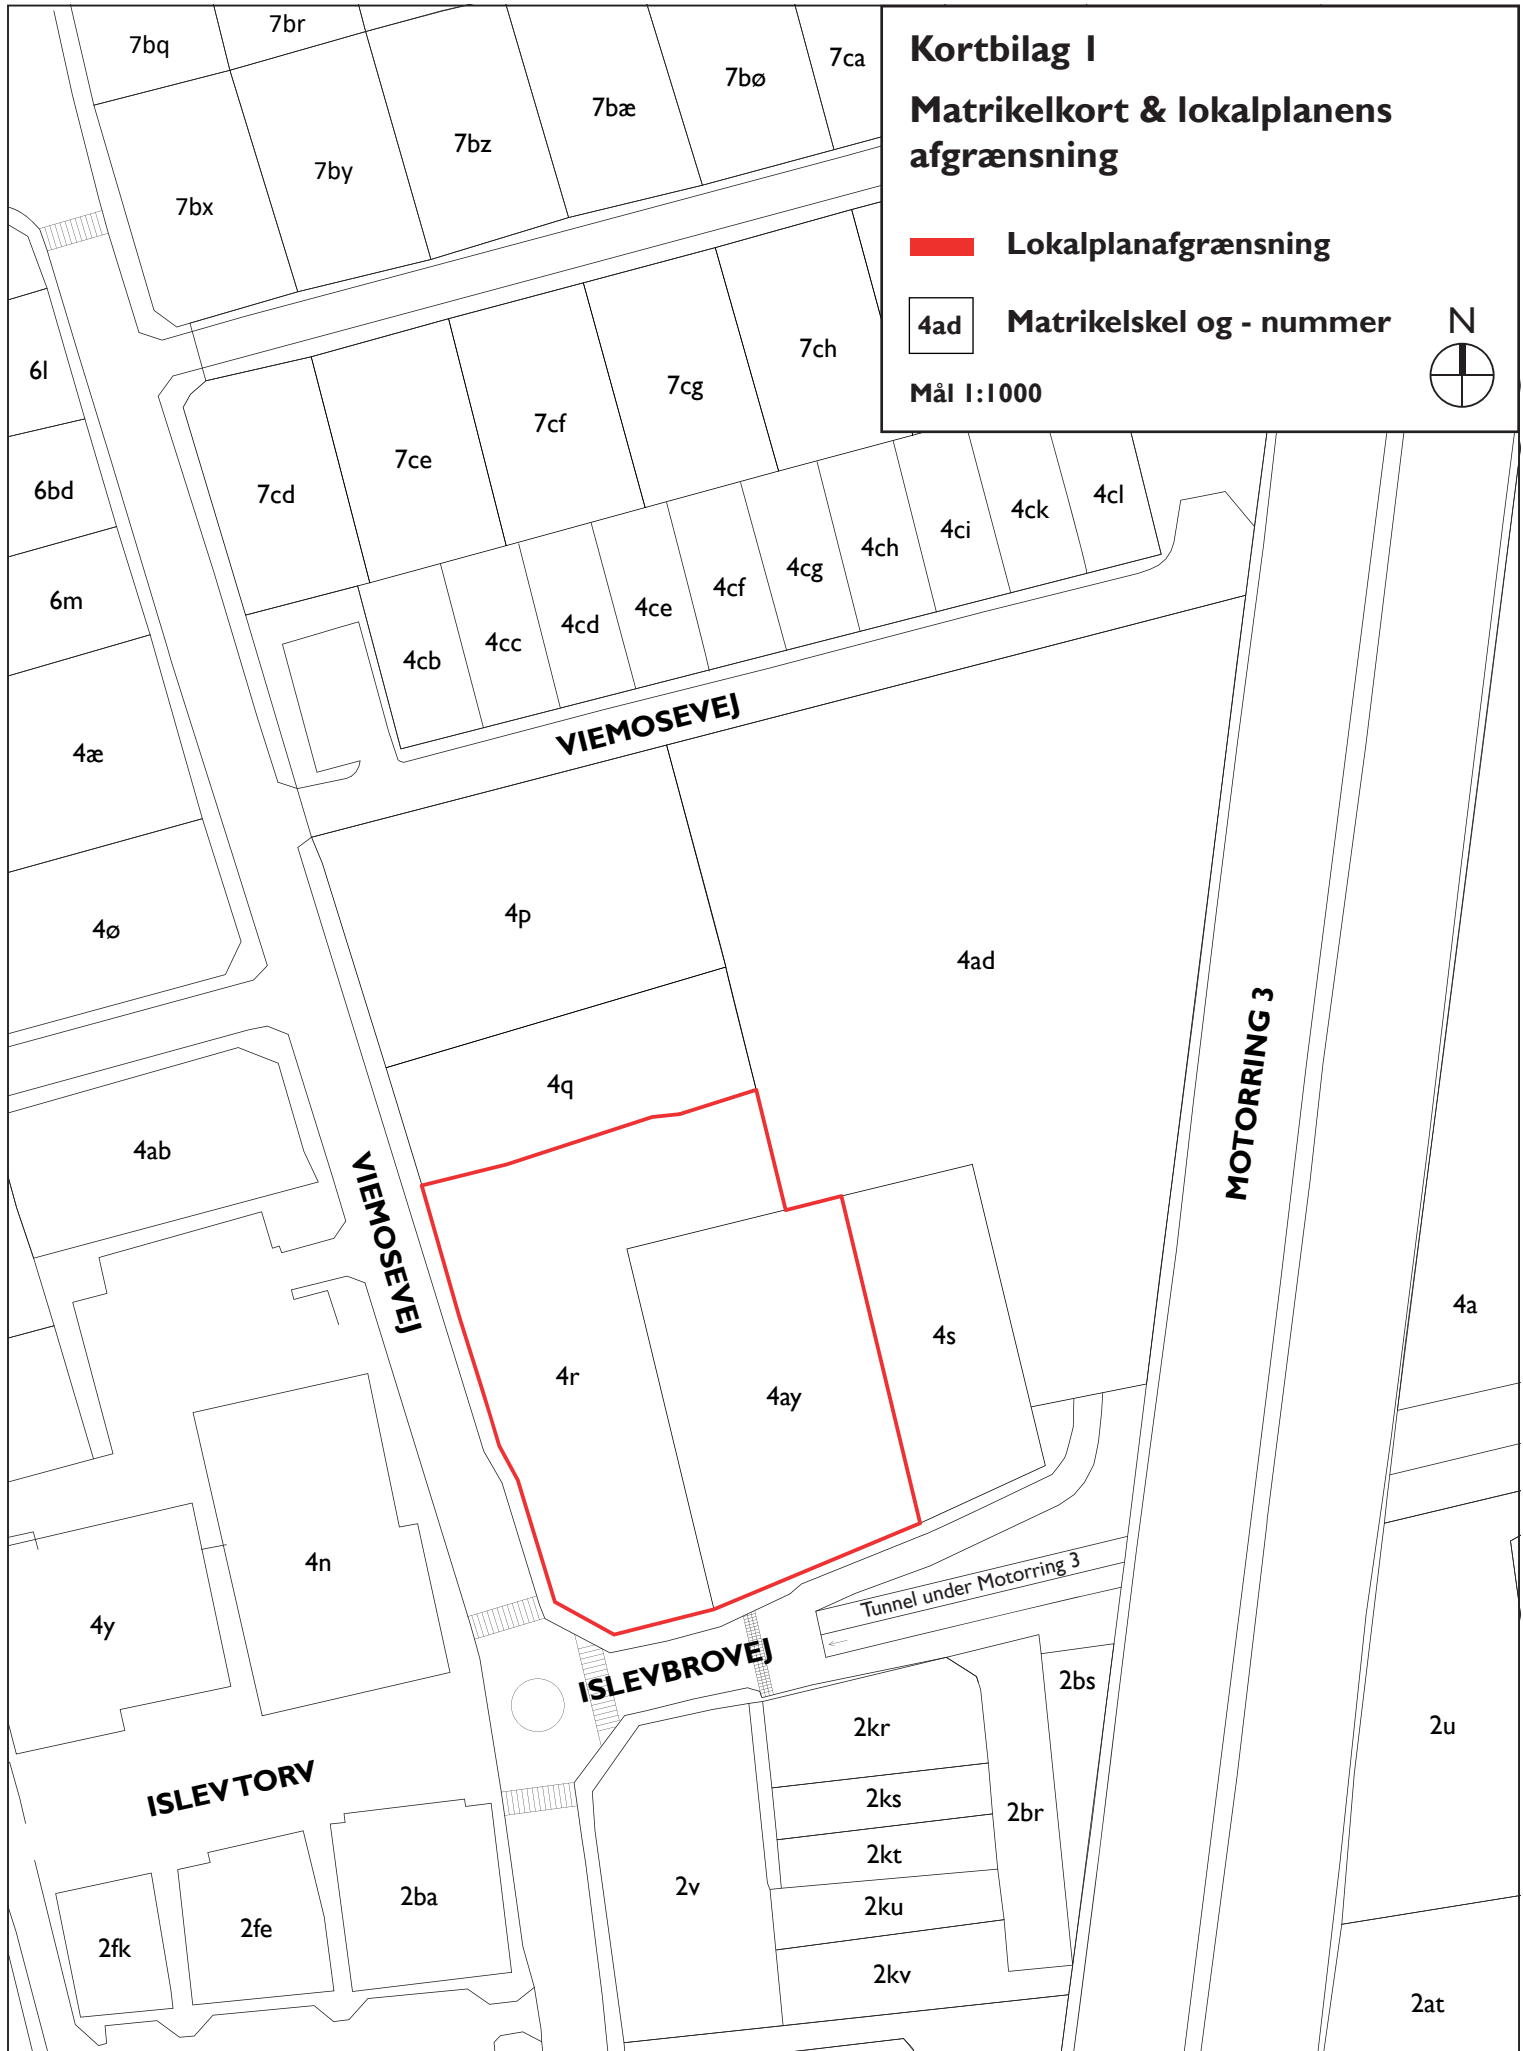 Kortbilag 1
Matrikelkort & lokalplanens
afgrænsning
Lokalplanafgrænsning
4ad
Matrikelskel og - nummer
N
Mål 1:1000
7bq
7br
7bx
7by
7bz
7bæ
7bø
7ca
6l
7cd
7ce
7cf
7cg
7ch
6bd
6m
4cb
4cc
4cd
4ce
4cf
4cg
4ch
4ci
4ck
4cl
VIEMOSEVEJ
4æ
4ø
4p
4ad
4q
MOTORRING 3
4ab
VIEMOSEVEJ
4r
4ay
4s
4a
4n
4y
Tunnel under Motorring 3
ISLEVBROVEJ
ISLEV TORV
2kr
2bs
2ks
2br
2kt
2v
2ku
2kv
2u
2at
2ba
2fe
2fk